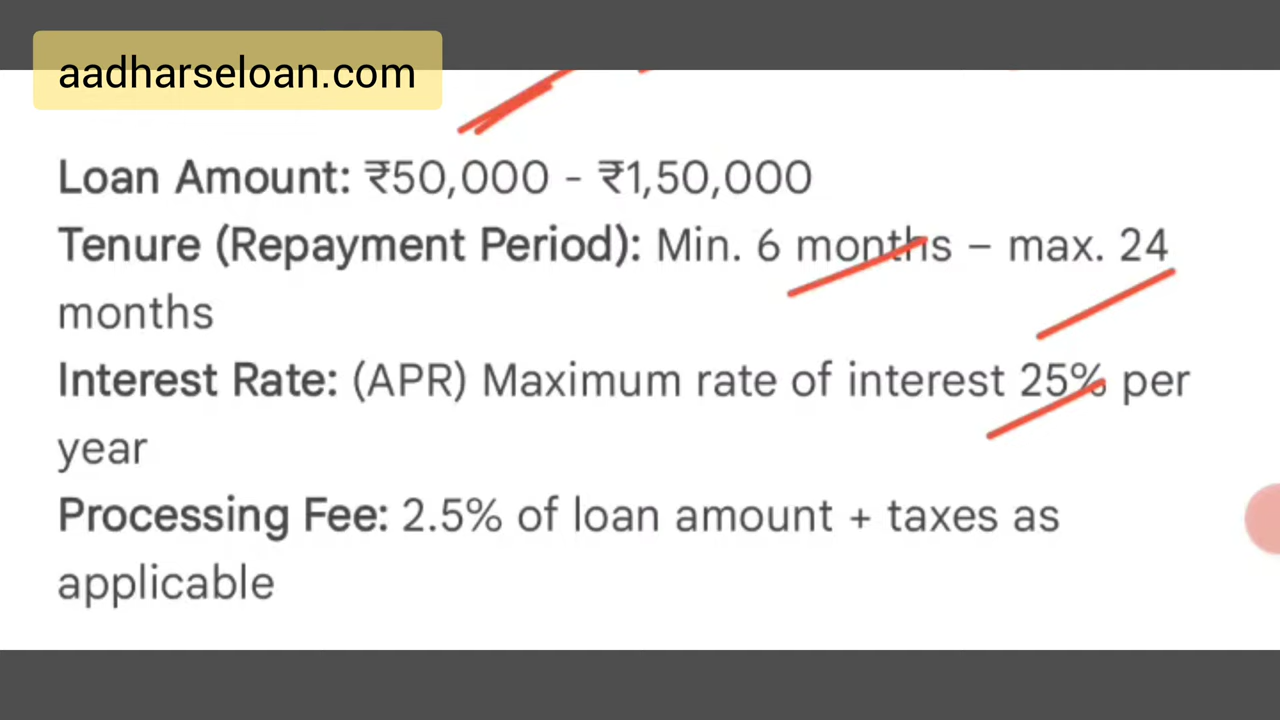 aadharseloan.com
Loan Amount: ₹50,000 - ₹1,50,000
Tenure (Repayment Period): Min. 6 months – max. 24
months
Interest Rate: (APR) Maximum rate of interest 25% per
year
Processing Fee: 2.5% of loan amount + taxes as
applicable